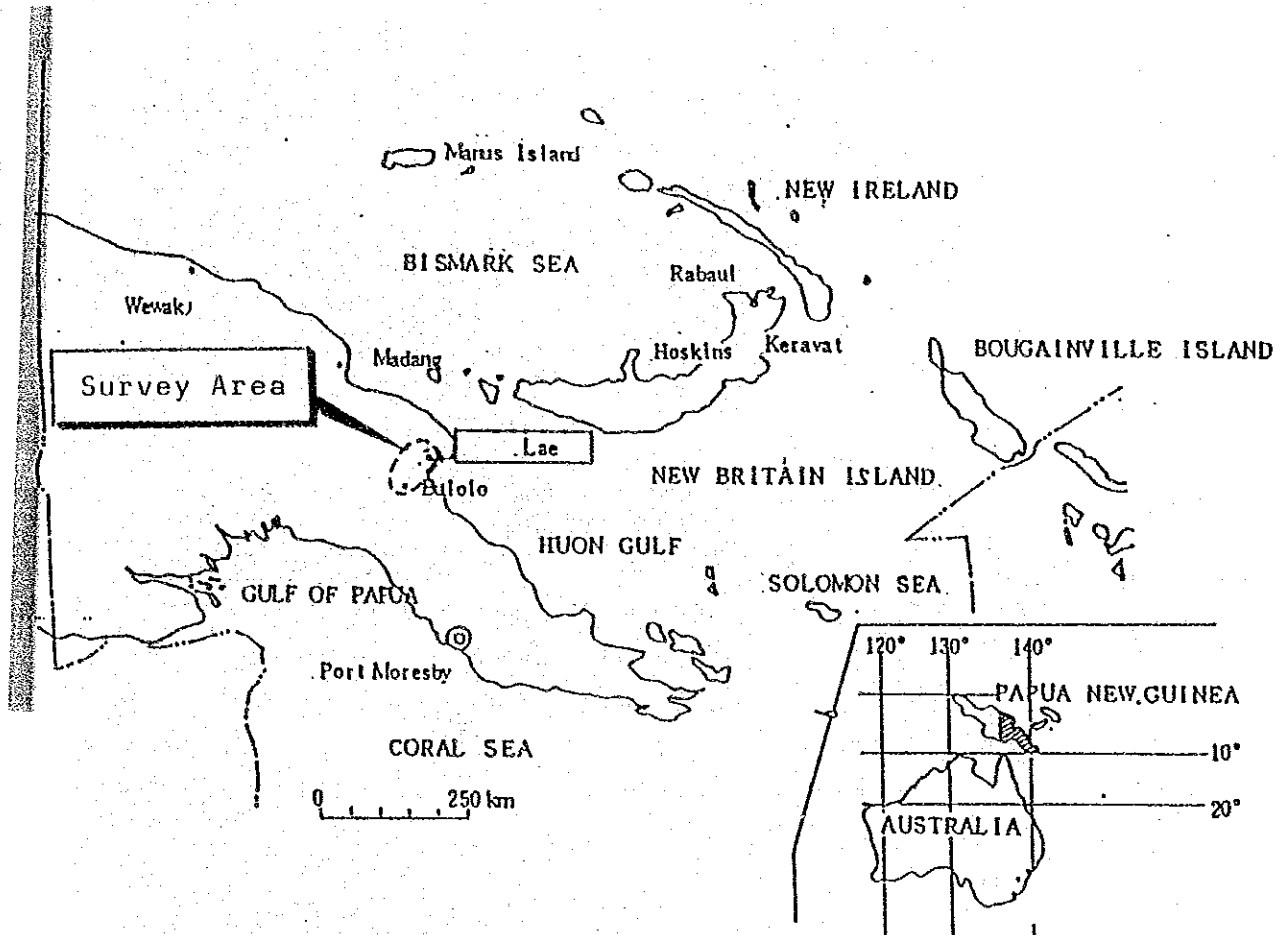 Manus Island
NEW IRELAND
BISMARK SEA
Rabaul
Wewak
Hoskins
Keravat
Madang
BOUGAINVILLE ISLAND
Survey Area
Lae
NEW BRITAIN ISLAND.
Bulolo
HUON GULF
SOLOMON SEA
GULF OF PAPUA
Port Moresby
CORAL SEA
0 250 km
120° 130° 140°
PAPUA NEW GUINEA
10°
20°
AUSTRALIA